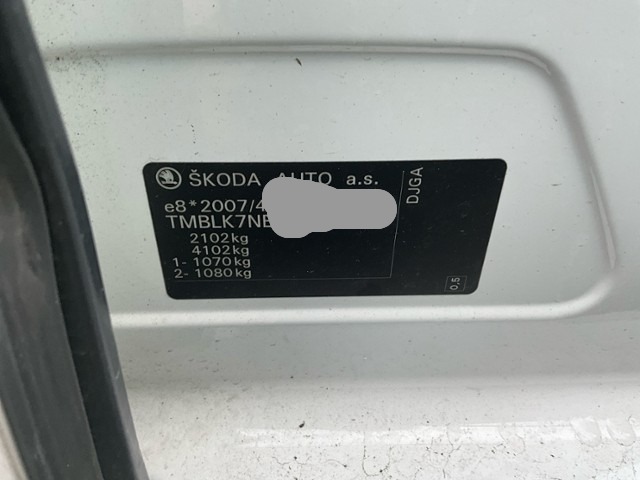 ŠKODA AUTO a.s.
e8*2007/4
TMBLK7NE
2102kg
4102kg
1- 1070kg
2- 1080kg
DJGA
0,5